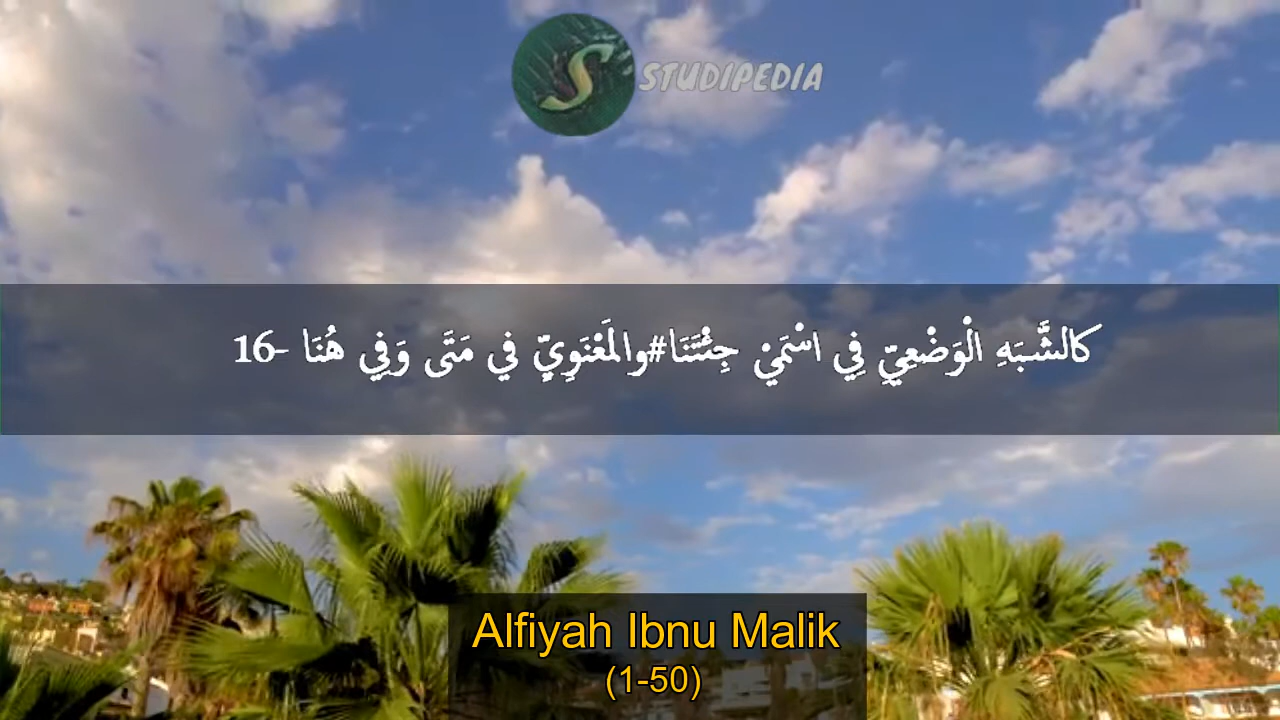 STUDIPEDIA
كالشَّبَهِ الْوَضْعِيِّ فِي اسْمَيْ جِئْتَنَا#والمَعْنَوِيِّ في مَتَى وَفِي هُنَا -16
Alfiyah Ibnu Malik
(1-50)